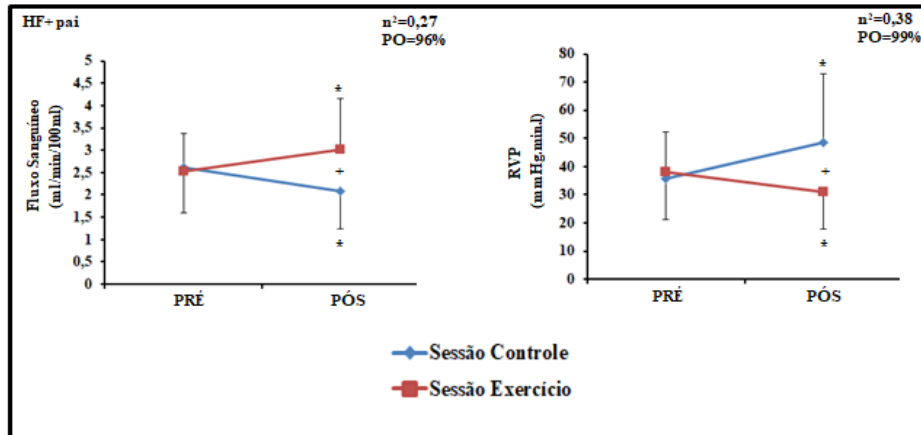 HF+ pai
n²=0,27
PO=96%
Fluxo Sanguíneo
(ml/min/100ml)
5
4,5
4
3,5
3
2,5
2
1,5
1
0,5
0
*
+
*
PRÉ
PÓS
n²=0,38
PO=99%
RVP
(mmHg.min.l)
80
70
60
50
40
30
20
10
0
*
+
*
PRÉ
PÓS
Sessão Controle
Sessão Exercício